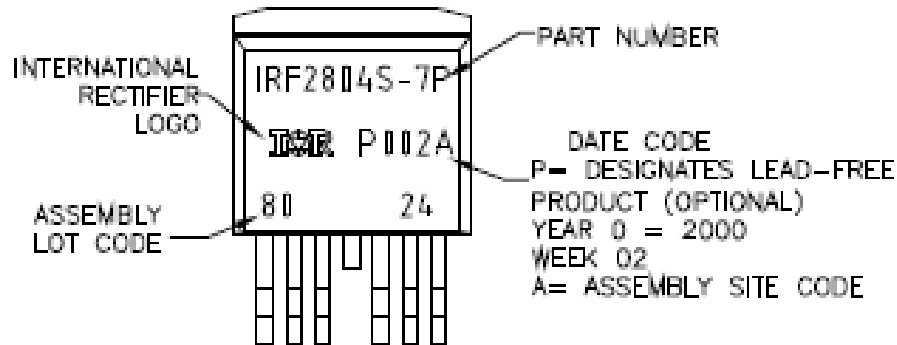 PART NUMBER
INTERNATIONAL
RECTIFIER
LOGO
IRF2804S-7P
IOR P002A
DATE CODE
P= DESIGNATES LEAD-FREE
PRODUCT (OPTIONAL)
YEAR 0 = 2000
WEEK 02
A= ASSEMBLY SITE CODE
ASSEMBLY
LOT CODE
80 24